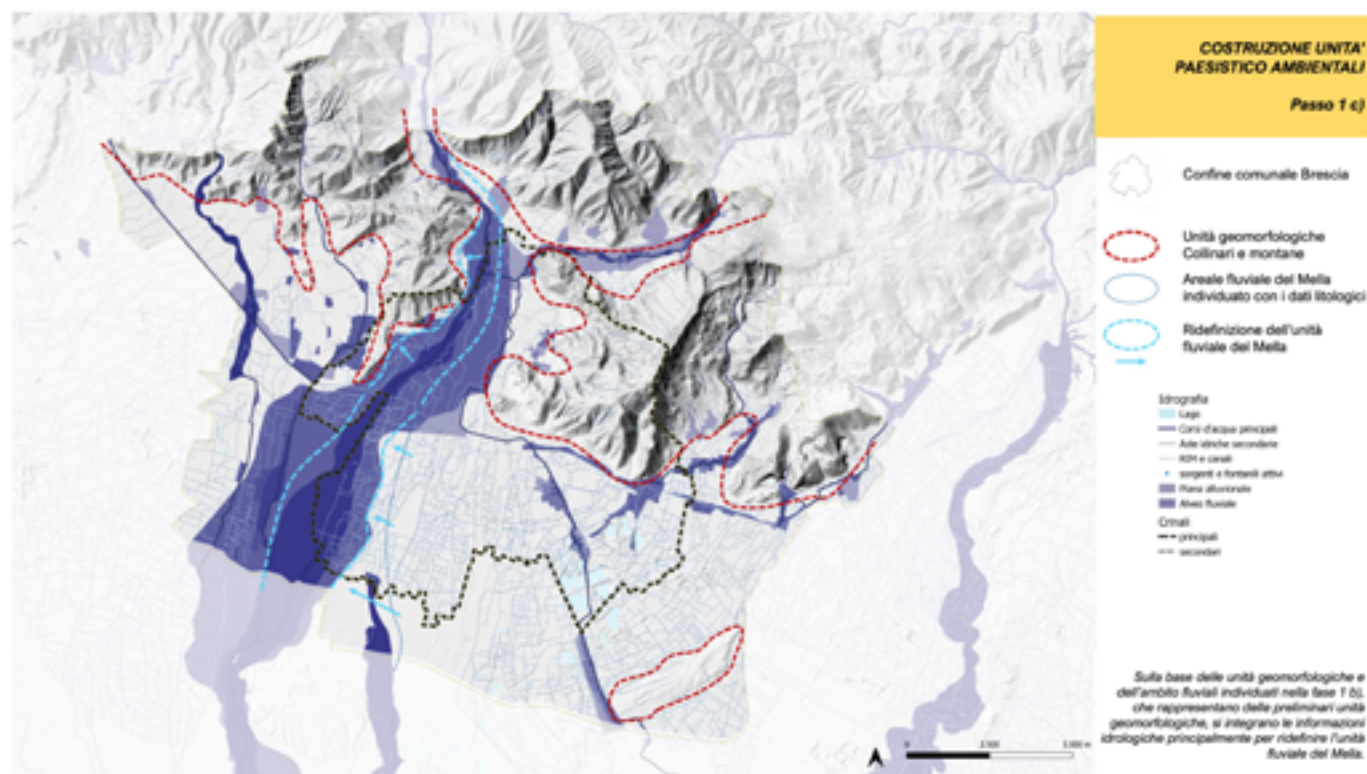 COSTRUZIONE UNITA'
PAESISTICO AMBIENTALI
Passo 1 c)
Confine comunale Brescia
Unità geomorfologiche
Collinari e montane
Areale fluviale del Mella
individuato con i dati litologici
Ridefinizione dell'unità
fluviale del Mella
Idrografia
Lago
Corsi d'acqua principali
Aste idriche secondarie
RIM e canali
sorgenti e fontanili attivi
Piana alluvionale
Alveo fluviale
Crinali
principali
secondari
Sulla base delle unità geomorfologiche e
dell'ambito fluviali individuati nella fase 1 b),
che rappresentano delle preliminari unità
geomorfologiche, si integrano le informazioni
idrologiche principalmente per ridefinire l'unità
fluviale del Mella.
0